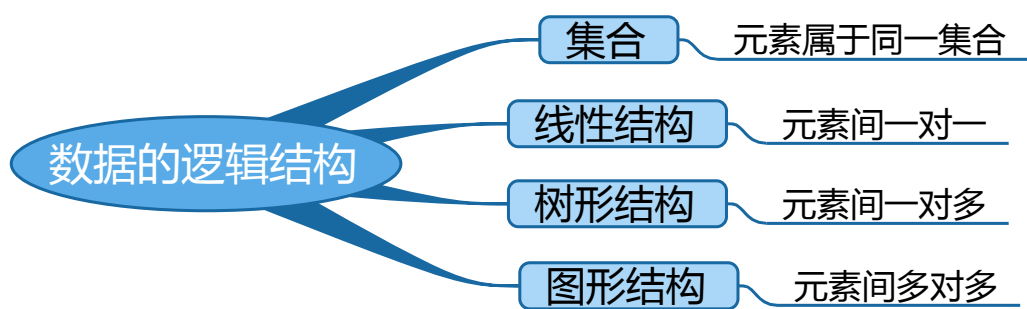 集合
元素属于同一集合
线性结构
元素间一对一
数据的逻辑结构
树形结构
元素间一对多
图形结构
元素间多对多